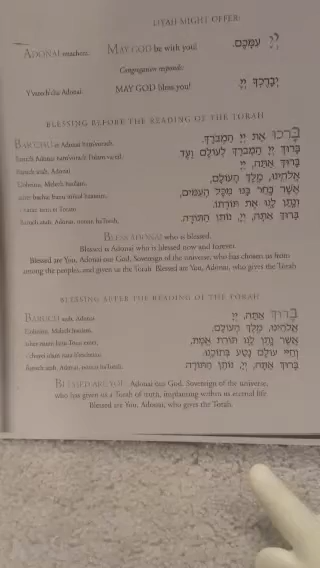 MIGHT OFFER:
ADONAI MAY GOD be with you! יְיָ עִמָּכֶם.
Congregation responds:
Y'varech'cha Adonai. MAY GOD bless you! יְבָרֶכְךָ יְיָ
BLESSING BEFORE THE READING OF THE TORAH
BAR'CHU et Adonai ham'vorach. בָּרְכוּ אֶת יְיָ הַמְבֹרָךְ.
Baruch Adonai ham'vorach l'olam va-ed. בָּרוּךְ יְיָ הַמְבֹרָךְ לְעוֹלָם וָעֶד
Baruch atah, Adonai בָּרוּךְ אַתָּה, יְיָ
Eloheinu, Melech haolam, אֱלֹהֵינוּ, מֶלֶךְ הָעוֹלָם,
asher bachar banu mikol haamim, אֲשֶׁר בָּחַר בָּנוּ מִכָּל הָעַמִּים,
lanu et Torato. וְנָתַן לָנוּ אֶת תּוֹרָתוֹ.
Baruch atah, Adonai, notein haTorah. בָּרוּךְ אַתָּה, יְיָ, נוֹתֵן הַתּוֹרָה.
BLESS ADONAI who is blessed.
Blessed is Adonai who is blessed now and forever.
Blessed are You, Adonai our God, Sovereign of the universe, who has chosen us from
among the peoples, and given us the Torah. Blessed are You, Adonai, who gives the Torah.
BLESSING AFTER THE READING OF THE TORAH
BARUCH atah, Adonai בָּרוּךְ אַתָּה, יְיָ
Eloheinu, Melech haolam, אֱלֹהֵינוּ, מֶלֶךְ הָעוֹלָם,
asher natan lanu Torat emet, אֲשֶׁר נָתַן לָנוּ תּוֹרַת אֱמֶת,
v'chayei olam nata b'tocheinu. וְחַיֵּי עוֹלָם נָטַע בְּתוֹכֵנוּ.
Baruch atah, Adonai, notein haTorah. בָּרוּךְ אַתָּה, יְיָ, נוֹתֵן הַתּוֹרָה.
BLESSED ARE YOU, Adonai our God, Sovereign of the universe,
who has given us a Torah of truth, implanting within us eternal life.
Blessed are You, Adonai, who gives the Torah.